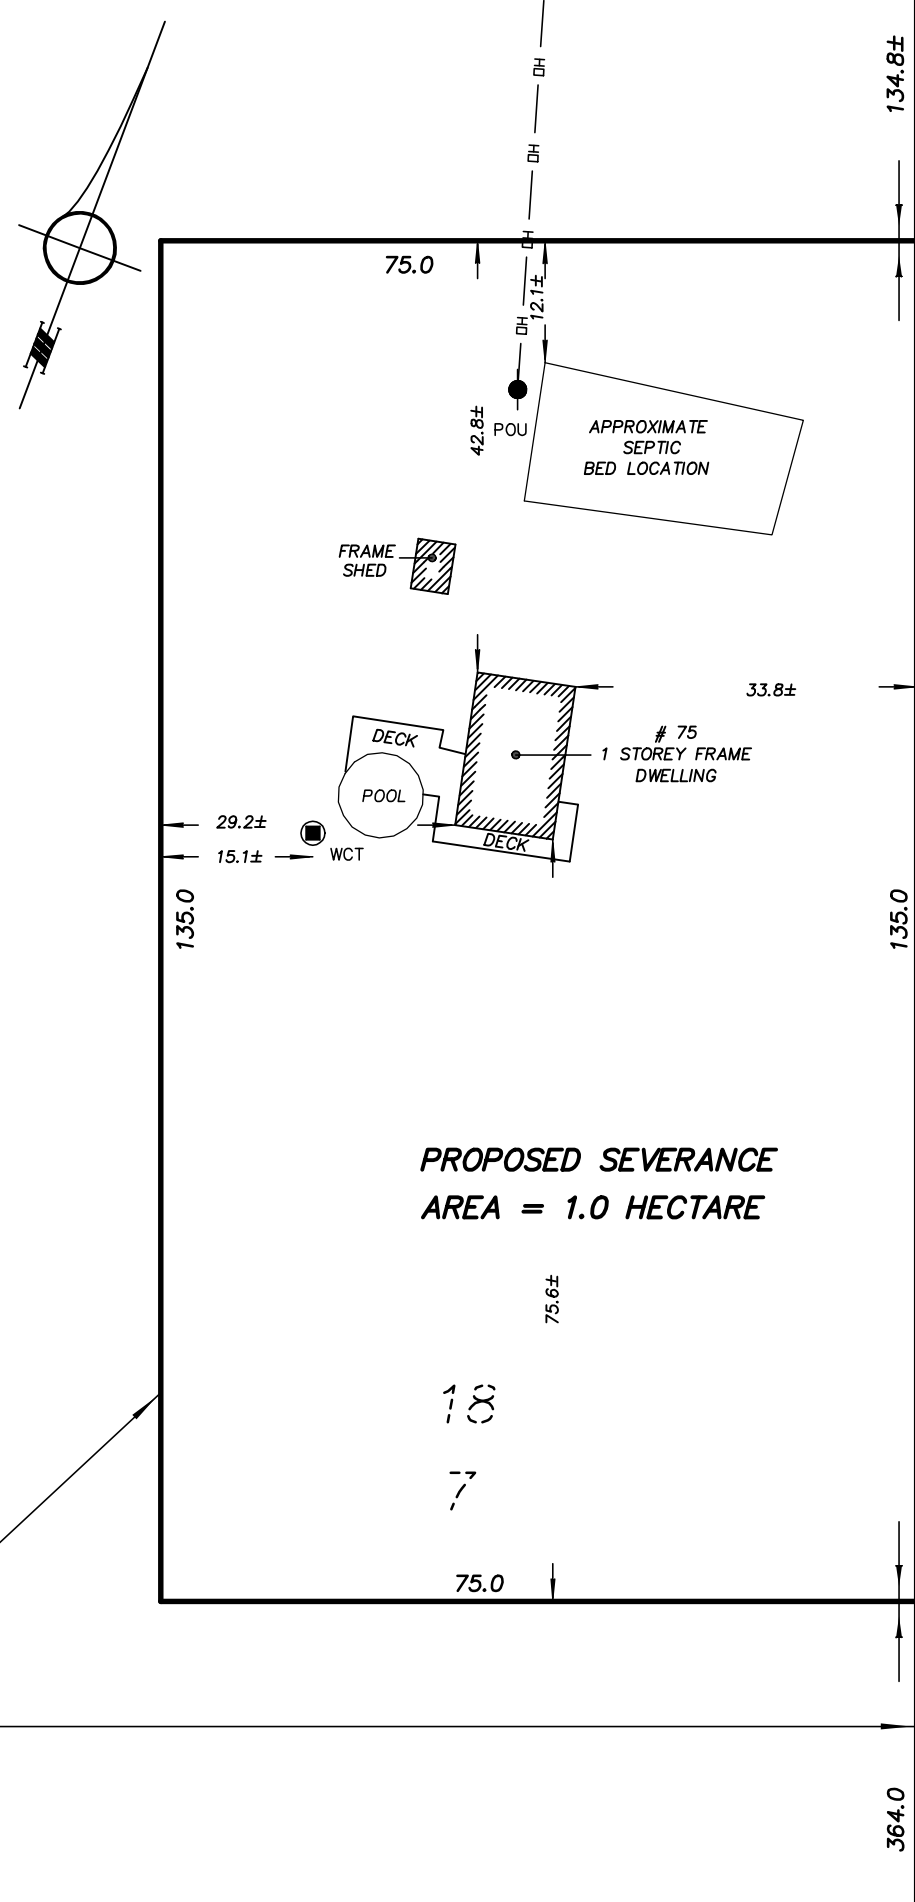 134.8±
OH
OH
OH
75.0
12.1±
OH
42.8±
POU
APPROXIMATE
SEPTIC
BED LOCATION
FRAME
SHED
33.8±
# 75
1 STOREY FRAME
DWELLING
DECK
POOL
29.2±
DECK
15.1±
WCT
135.0
135.0
PROPOSED SEVERANCE
AREA = 1.0 HECTARE
75.6±
18
7
75.0
364.0